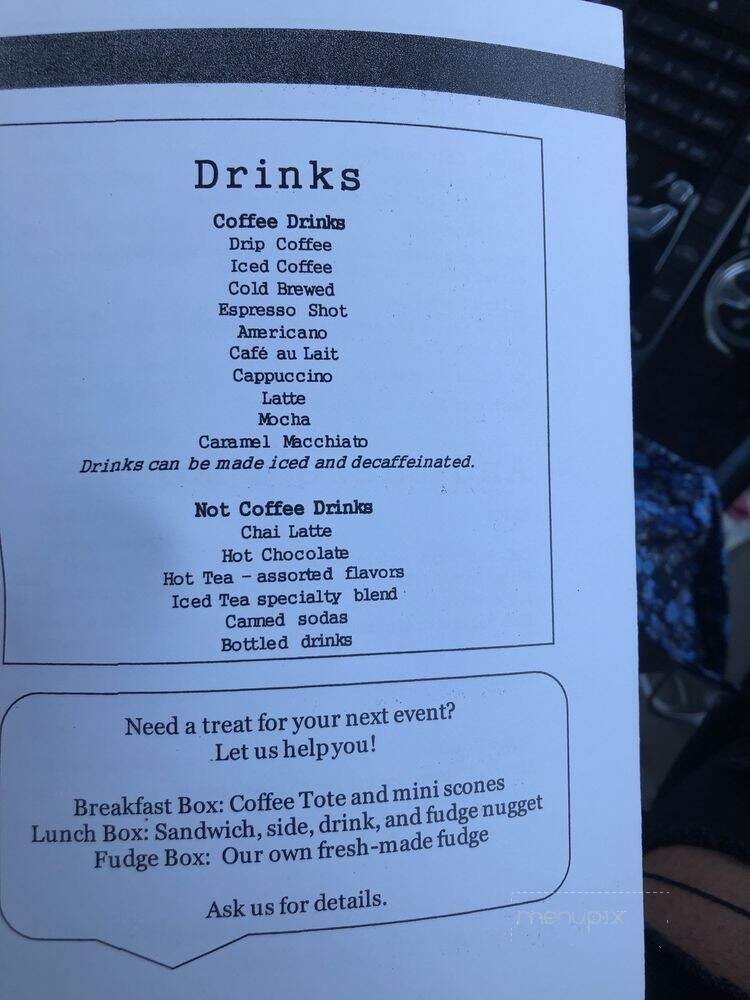 Drinks
Coffee Drinks
Drip Coffee
Iced Coffee
Cold Brewed
Espresso Shot
Americano
Café au Lait
Cappuccino
Latte
Mocha
Caramel Macchiato
Drinks can be made iced and decaffeinated.
Not Coffee Drinks
Chai Latte
Hot Chocolate
Hot Tea - assorted flavors
Iced Tea specialty blend
Canned sodas
Bottled drinks
Need a treat for your next event?
Let us help you!
Breakfast Box: Coffee Tote and mini scones
Lunch Box: Sandwich, side, drink, and fudge nugget
Fudge Box: Our own fresh-made fudge
Ask us for details.
menupix